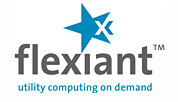 x
flexiant™
utility computing on demand